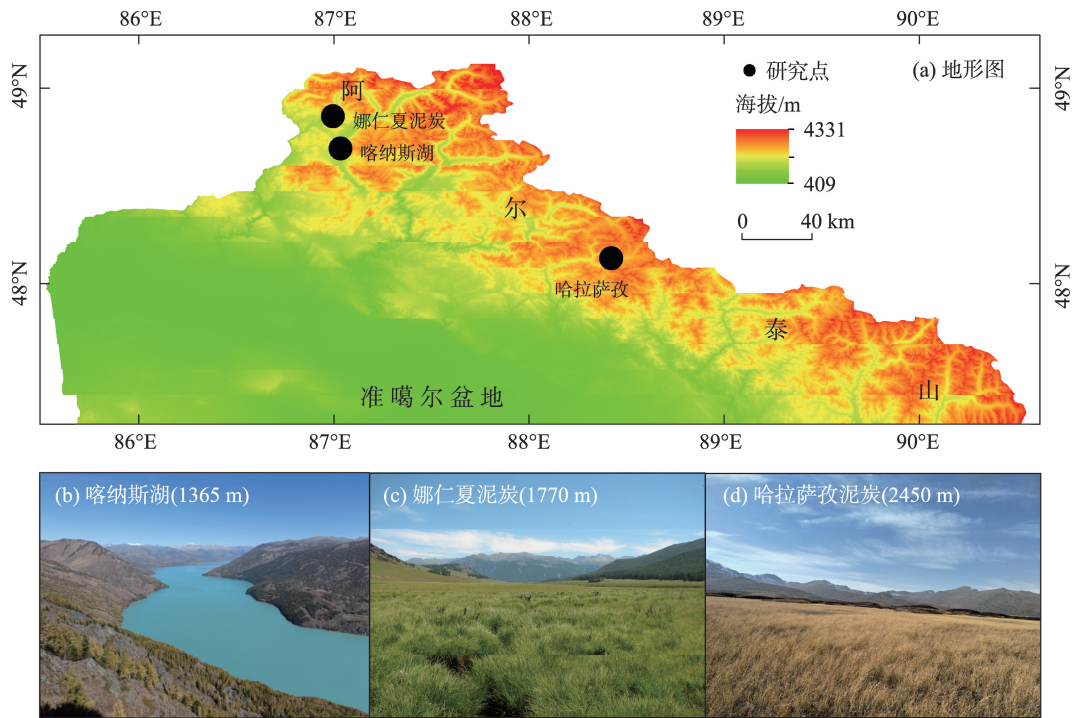 86°E 87°E 88°E 89°E 90°E
49°N
48°N
49°N
48°N
研究点
(a) 地形图
海拔/m
4331
409
0 40 km
阿
娜仁夏泥炭
喀纳斯湖
尔
哈拉萨孜
泰
山
准噶尔盆地
86°E 87°E 88°E 89°E 90°E
(b) 喀纳斯湖(1365 m)
(c) 娜仁夏泥炭(1770 m)
(d) 哈拉萨孜泥炭(2450 m)